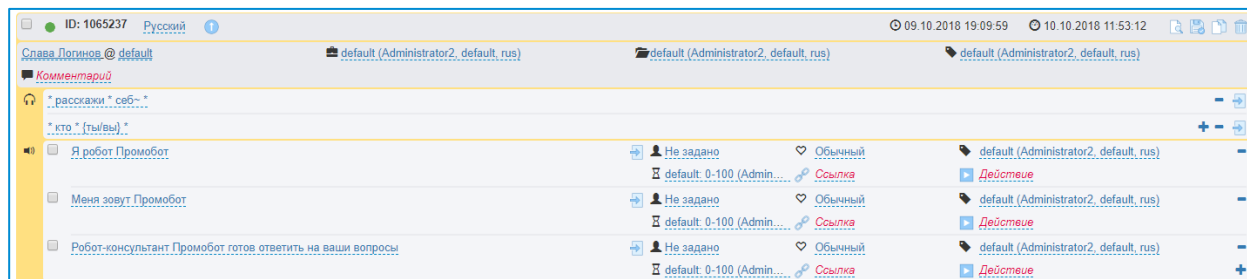 ID: 1065237 Русский 09.10.2018 19:09:59 10.10.2018 11:53:12
Слава Логинов @ default default (Administrator2, default, rus) default (Administrator2, default, rus) default (Administrator2, default, rus)
Комментарий
* расскажи * себ~ *
* кто * {ты/вы} *
Я робот Промобот Не задано Обычный default (Administrator2, default, rus)
default: 0-100 (Admin... Ссылка Действие
Меня зовут Промобот Не задано Обычный default (Administrator2, default, rus)
default: 0-100 (Admin... Ссылка Действие
Робот-консультант Промобот готов ответить на ваши вопросы Не задано Обычный default (Administrator2, default, rus)
default: 0-100 (Admin... Ссылка Действие